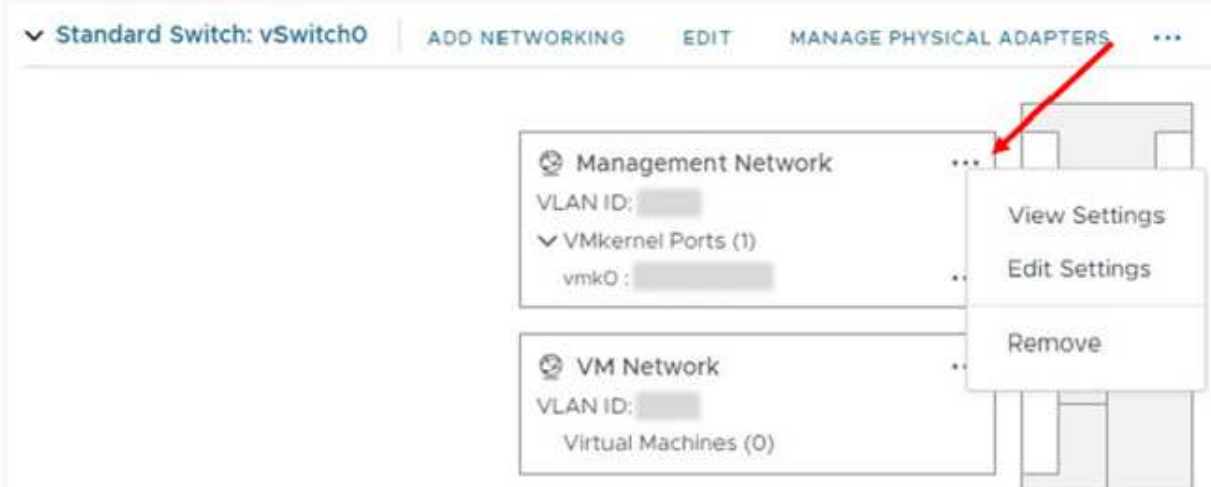 Standard Switch: vSwitch0 ADD NETWORKING EDIT MANAGE PHYSICAL ADAPTERS ...
Management Network ...
VLAN ID:
VMkernel Ports (1)
vmk0 :
View Settings
Edit Settings
Remove
VM Network
VLAN ID:
Virtual Machines (0)